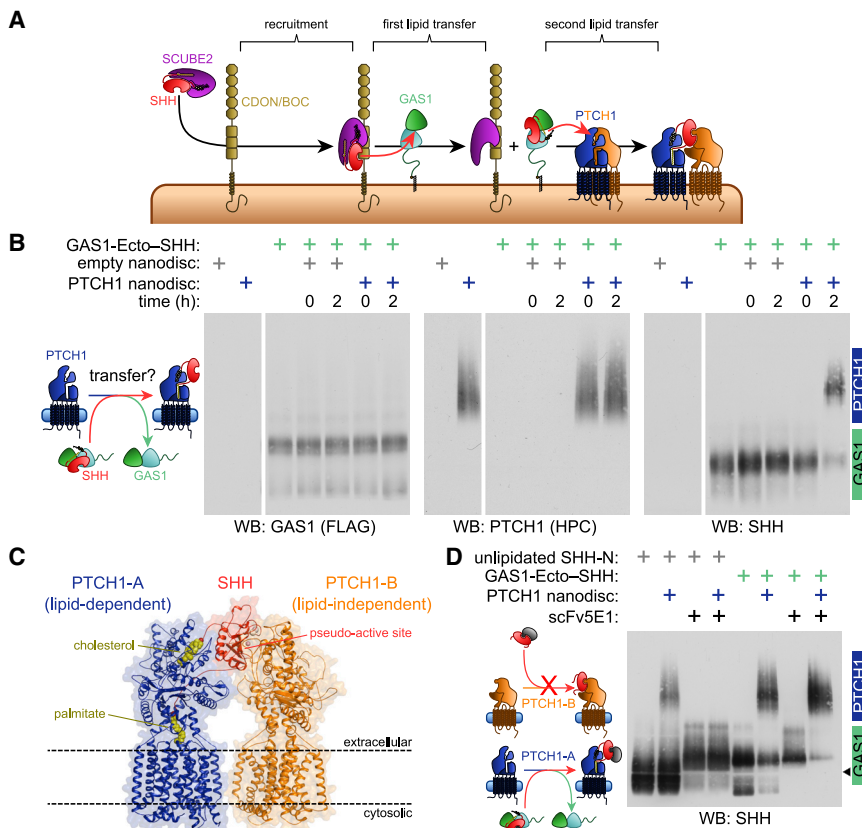 A
recruitment
first lipid transfer
second lipid transfer
SCUBE2
SHH
CDON/BOC
GAS1
PTCH1
+
B
GAS1-Ecto–SHH: + + + + + + + + + + + + + + +
empty nanodisc: + + + + + + + + +
PTCH1 nanodisc: + + + + + + + + +
time (h): 0 2 0 2 0 2 0 2 0 2 0 2
PTCH1
transfer?
SHH
GAS1
PTCH1
GAS1
WB: GAS1 (FLAG)
WB: PTCH1 (HPC)
WB: SHH
C
PTCH1-A
(lipid-dependent)
SHH
PTCH1-B
(lipid-independent)
cholesterol
pseudo-active site
palmitate
extracellular
cytosolic
D
unlipidated SHH-N: + + + +
GAS1-Ecto–SHH: + + + +
PTCH1 nanodisc: + + + +
scFv5E1: + + + +
PTCH1-B
PTCH1-A
PTCH1
GAS1
WB: SHH